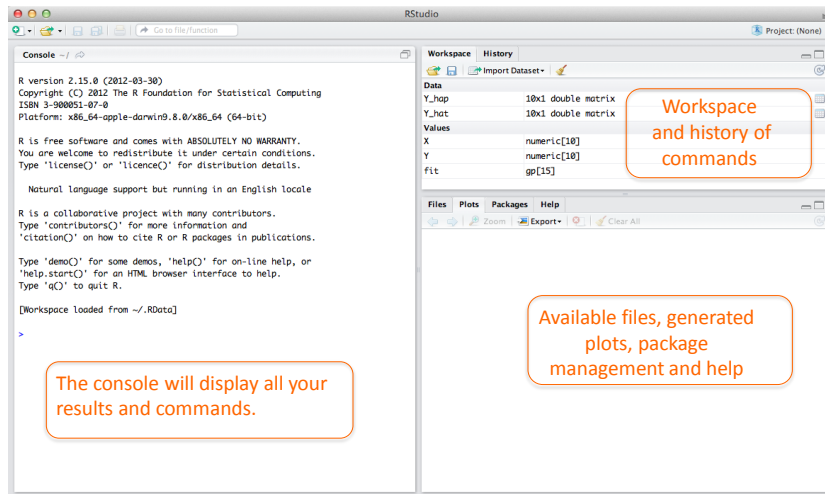 RStudio
Go to file/function
Project: (None)
Console ~/
R version 2.15.0 (2012-03-30)
Copyright (C) 2012 The R Foundation for Statistical Computing
ISBN 3-900051-07-0
Platform: x86_64-apple-darwin9.8.0/x86_64 (64-bit)
R is free software and comes with ABSOLUTELY NO WARRANTY.
You are welcome to redistribute it under certain conditions.
Type 'license()' or 'licence()' for distribution details.
Natural language support but running in an English locale
R is a collaborative project with many contributors.
Type 'contributors()' for more information and
'citation()' on how to cite R or R packages in publications.
Type 'demo()' for some demos, 'help()' for on-line help, or
'help.start()' for an HTML browser interface to help.
Type 'q()' to quit R.
[Workspace loaded from ~/.RData]
>
The console will display all your
results and commands.
Workspace History
Import Dataset
Data
Y_hap 10x1 double matrix
Y_hat 10x1 double matrix
Values
X numeric[10]
Y numeric[10]
fit gp[15]
Workspace
and history of
commands
Files Plots Packages Help
Zoom Export Clear All
Available files, generated
plots, package
management and help